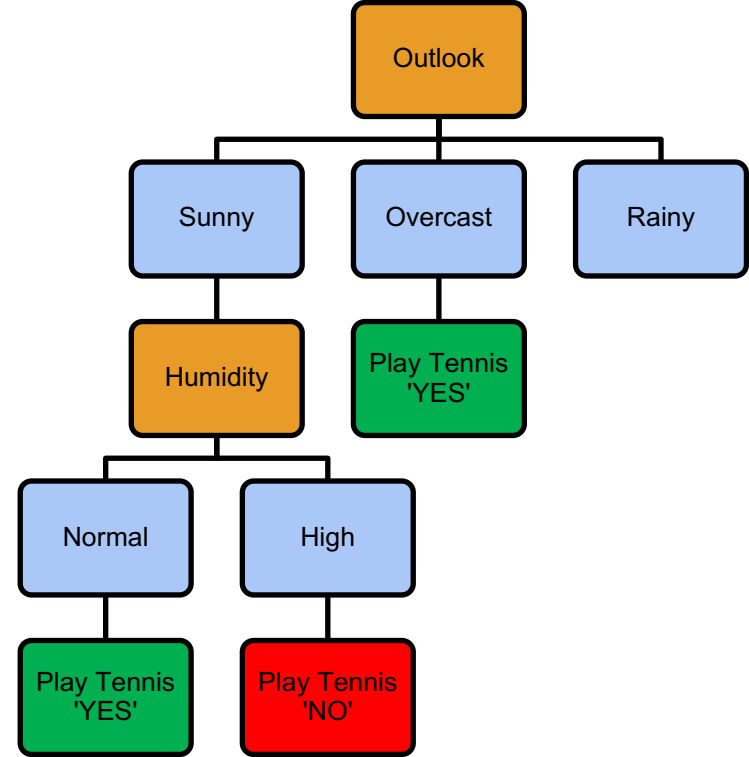 Outlook
Sunny
Overcast
Rainy
Humidity
Play Tennis
'YES'
Normal
High
Play Tennis
'YES'
Play Tennis
'NO'